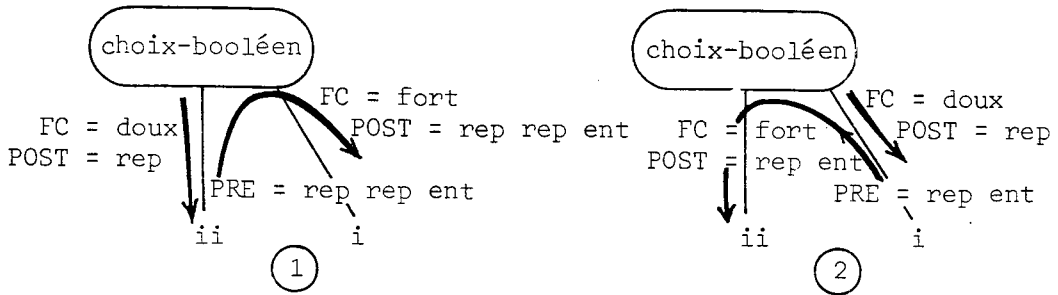 choix-booléen
FC = doux
POST = rep
FC = fort
POST = rep rep ent
PRE = rep rep ent
ii
i
1
choix-booléen
FC = doux
POST = rep
FC = fort
POST = rep ent
PRE = rep ent
ii
i
2